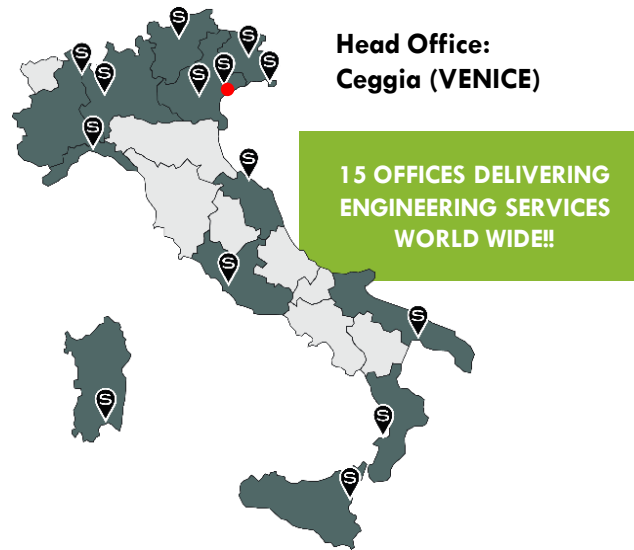 Head Office:
Ceggia (VENICE)
15 OFFICES DELIVERING
ENGINEERING SERVICES
WORLD WIDE!!
S
S
S
S
S
S
S
S
S
S
S
S
S
S